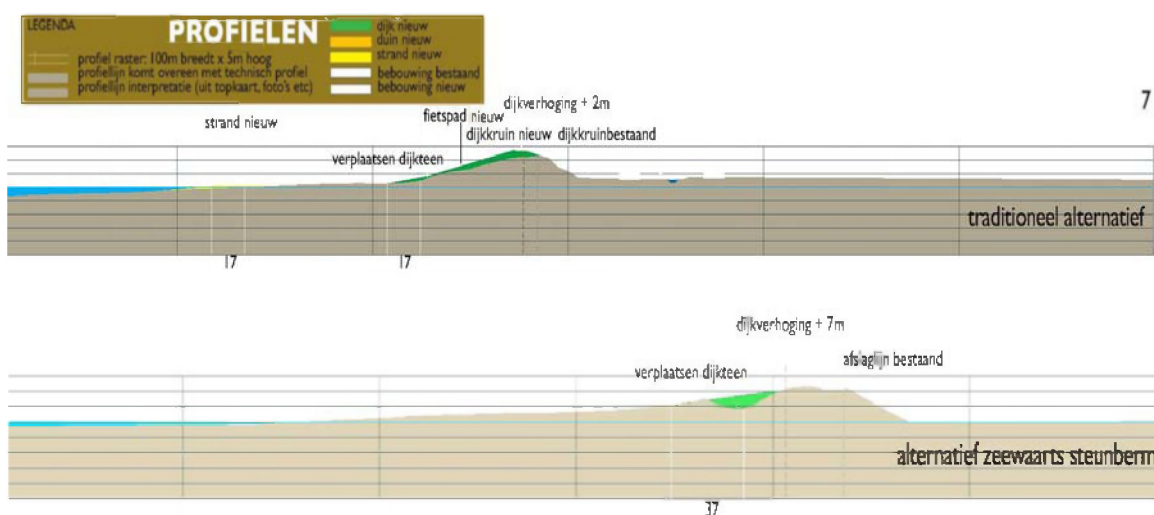 LEGENDA
PROFIELEN
profiel raster: 100m breedt x 5m hoog
profiellijn komt overeen met technisch profiel
profiellijn interpretatie (uit topkaart, foto's etc)
dijk nieuw
duin nieuw
strand nieuw
bebouwing bestaand
bebouwing nieuw
7
dijkverhoging + 2m
fietspad nieuw
strand nieuw
dijkkruin nieuw dijkkruinbestaand
verplaatsen dijkteen
traditioneel alternatief
17
17
dijkverhoging + 7m
afslaglijn bestaand
verplaatsen dijkteen
alternatief zeewaarts steunberm
37